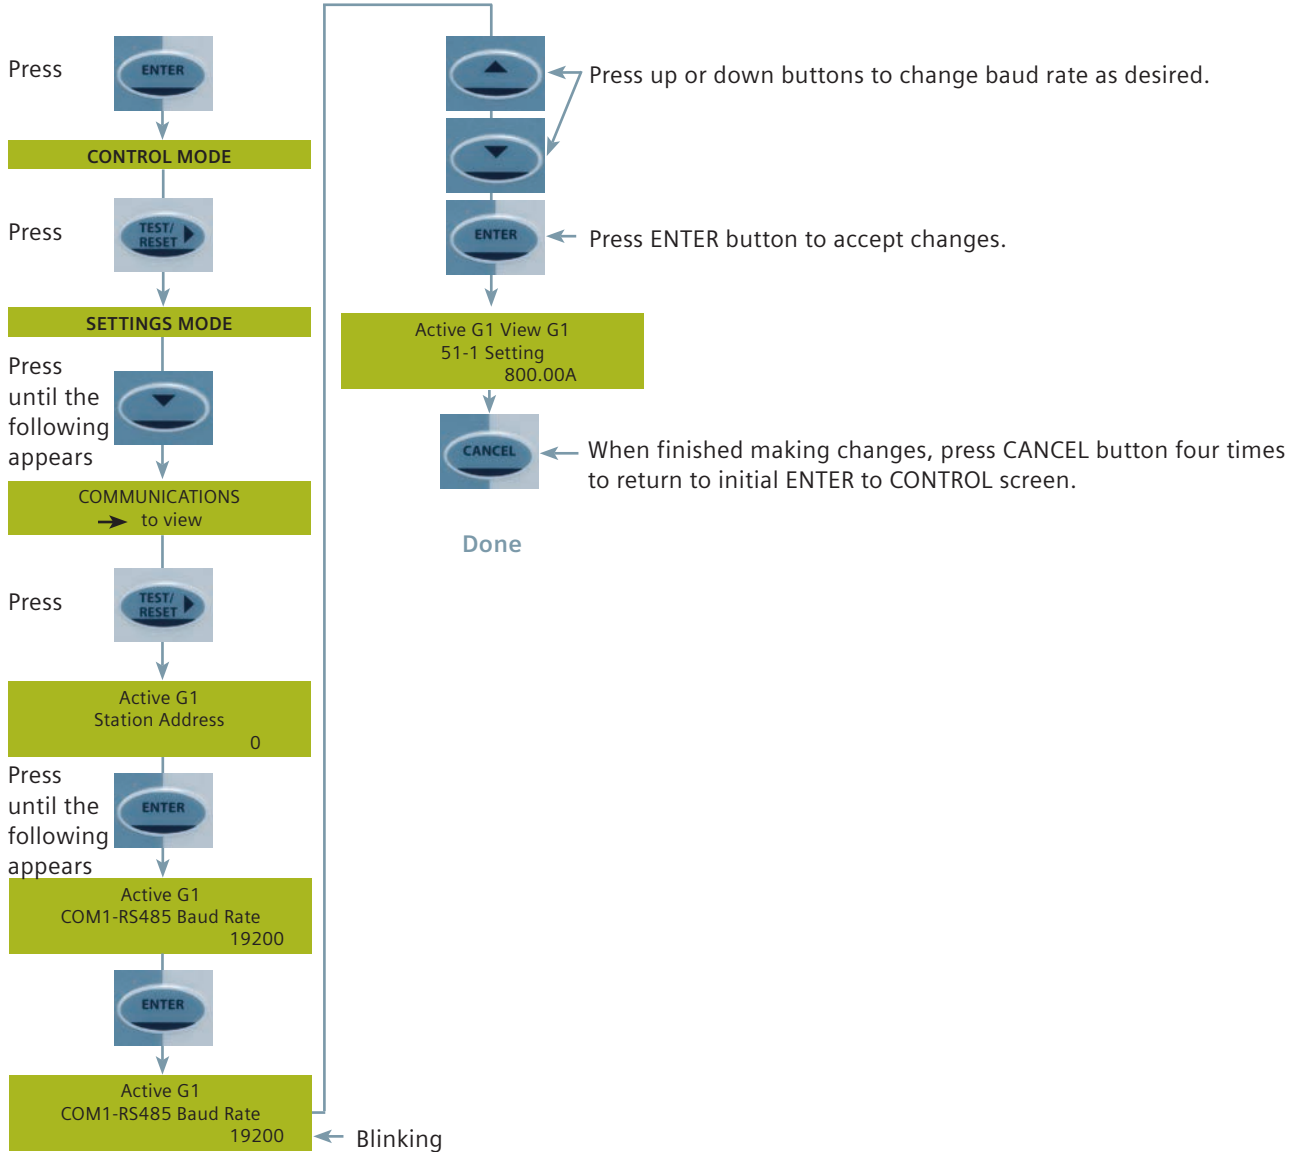 Press
ENTER
CONTROL MODE
Press
TEST/
RESET
SETTINGS MODE
Press
until the
following
appears
COMMUNICATIONS
→ to view
Press
TEST/
RESET
Active G1
Station Address
0
Press
until the
following
appears
ENTER
Active G1
COM1-RS485 Baud Rate
19200
ENTER
Active G1
COM1-RS485 Baud Rate
19200
Blinking
Press up or down buttons to change baud rate as desired.
ENTER
Press ENTER button to accept changes.
Active G1 View G1
51-1 Setting
800.00A
CANCEL
When finished making changes, press CANCEL button four times
to return to initial ENTER to CONTROL screen.
Done